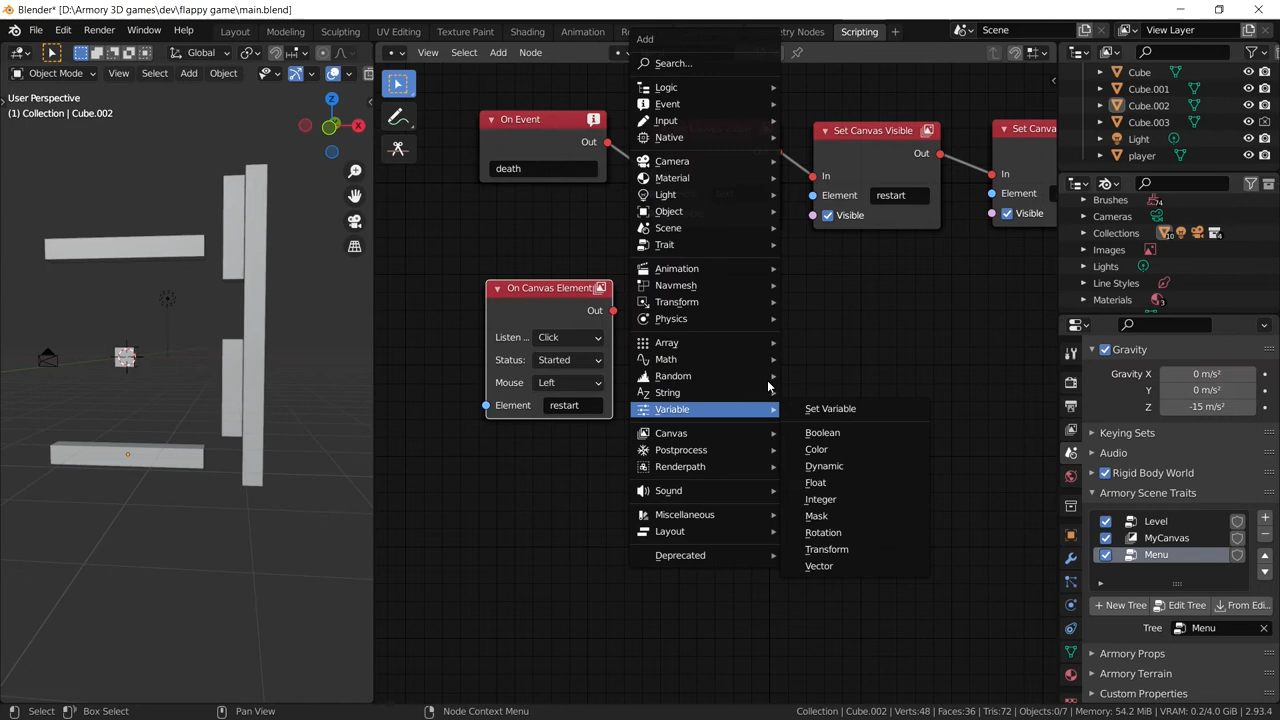 Blender* [D:\Armory 3D games\dev\flappy game\main.blend]
File Edit Render Window Help Layout Modeling Sculpting UV Editing Texture Paint Shading Animation Scripting Scene View Layer
Global View Select Add Node
Object Mode View Select Add Object
User Perspective
(1) Collection | Cube.002
Z
X
On Event
Out
death
On Canvas Element
Out
Listen ... Click
Status: Started
Mouse Left
Element restart
Add
Search...
Logic
Event
Input
Native
Camera
Material
Light
Object
Scene
Trait
Animation
Navmesh
Transform
Physics
Array
Math
Random
String
Variable
Canvas
Postprocess
Renderpath
Sound
Miscellaneous
Layout
Deprecated
Set Variable
Boolean
Color
Dynamic
Float
Integer
Mask
Rotation
Transform
Vector
Set Canvas Visible
Out
In
Element restart
Visible
Set Canva
In
Element
Visible
Cube
Cube.001
Cube.002
Cube.003
Light
player
Brushes 74
Cameras
Collections 10 4
Images
Lights
Line Styles
Materials 3
Gravity
Gravity X 0 m/s²
Y 0 m/s²
Z -15 m/s²
Keying Sets
Audio
Rigid Body World
Armory Scene Traits
Level
MyCanvas
Menu
New Tree Edit Tree From Edi...
Tree Menu
Armory Props
Armory Terrain
Custom Properties
Select Box Select Pan View Node Context Menu Collection | Cube.002 | Verts:48 | Faces:36 | Tris:72 | Objects:0/7 | Memory: 54.2 MiB | VRAM: 0.2/4.0 GiB | 2.93.4